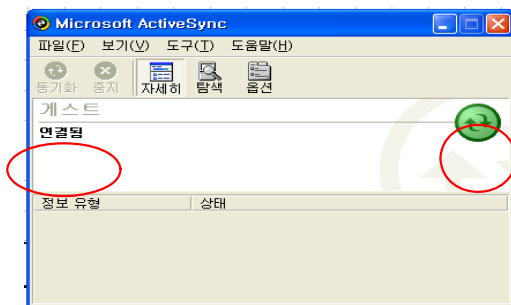 Microsoft ActiveSync
파일(F) 보기(V) 도구(T) 도움말(H)
동기화 중지 자세히 탐색 옵션
게스트
연결됨
정보 유형 상태